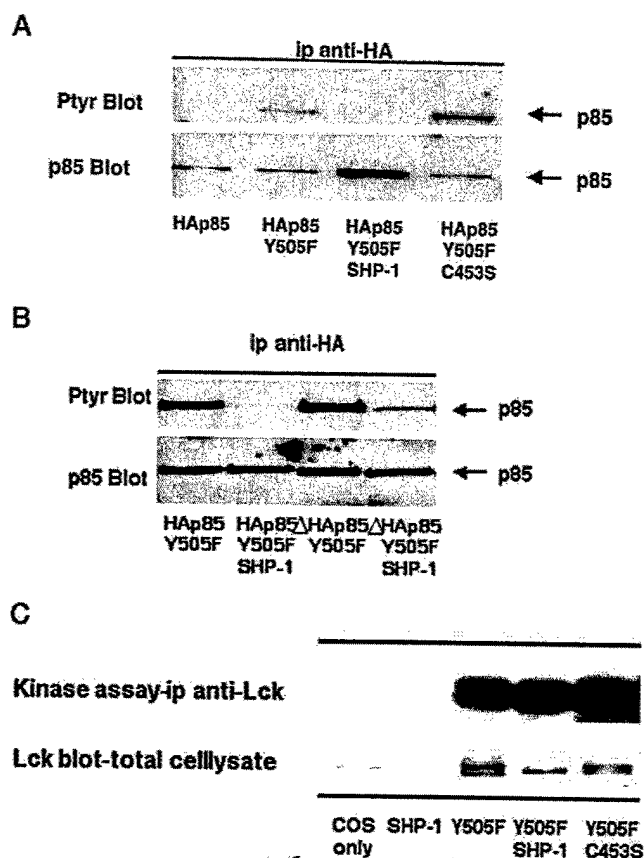 A
ip anti-HA
Ptyr Blot
p85
p85 Blot
p85
HAp85
HAp85
Y505F
HAp85
Y505F
SHP-1
HAp85
Y505F
C453S
B
ip anti-HA
Ptyr Blot
p85
p85 Blot
p85
HAp85
Y505F
HAp85
Y505F
SHP-1
△HAp85
Y505F
△HAp85
Y505F
SHP-1
C
Kinase assay-ip anti-Lck
Lck blot-total celllysate
COS
only
SHP-1
Y505F
Y505F
SHP-1
Y505F
C453S